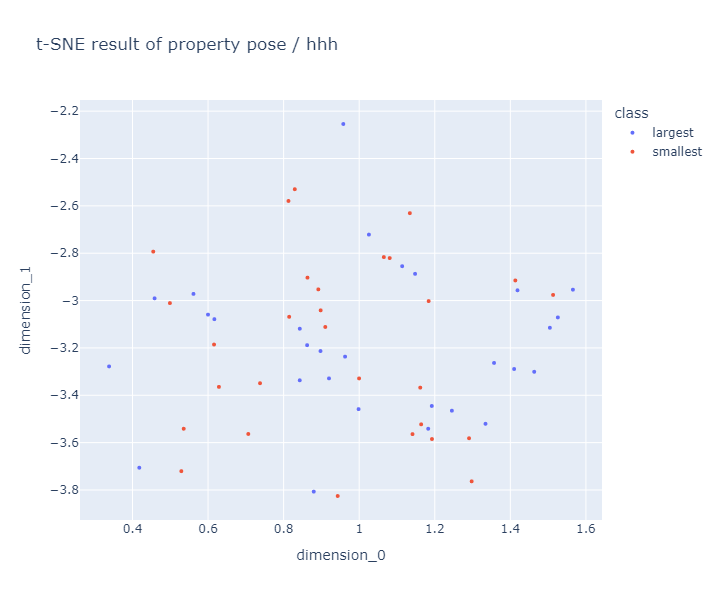 t-SNE result of property pose / hhh
class
largest
smallest
−2.2
−2.4
−2.6
−2.8
−3
−3.2
−3.4
−3.6
−3.8
dimension_1
0.4
0.6
0.8
1
1.2
1.4
1.6
dimension_0